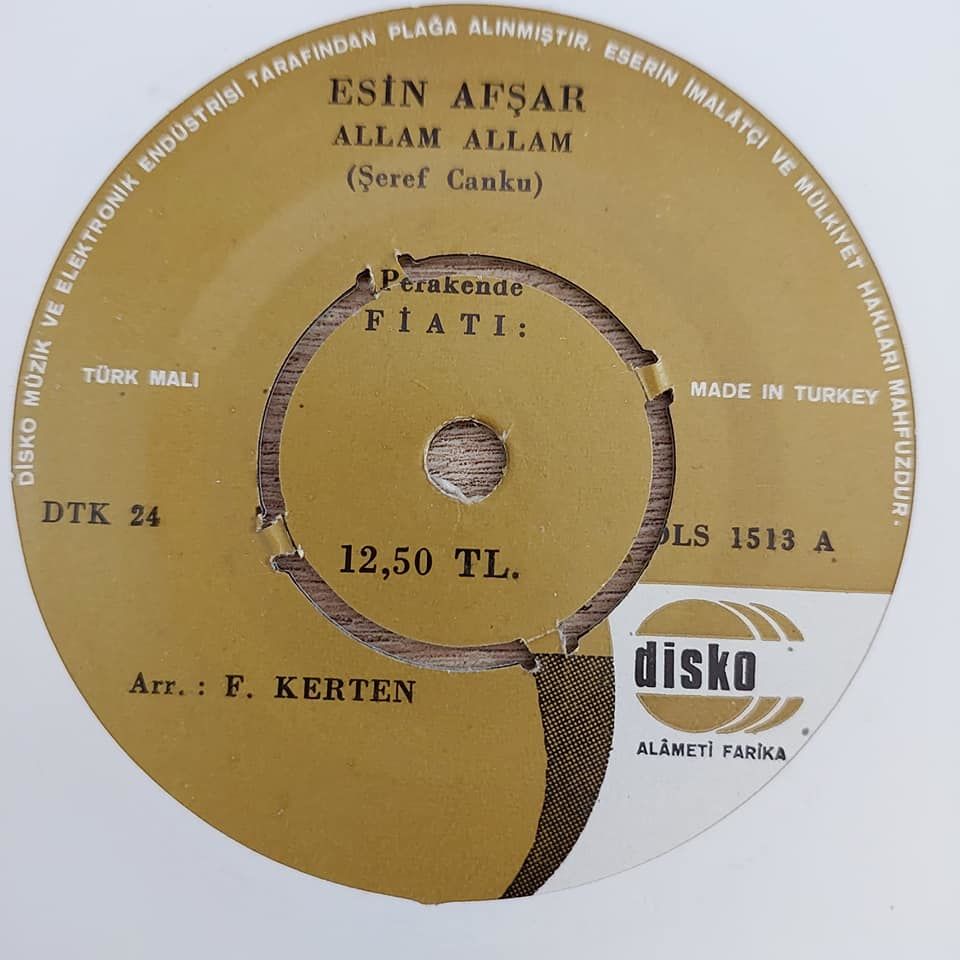 DİSKO MÜZİK VE ELEKTRONİK ENDÜSTRİSİ TARAFINDAN PLAĞA ALINMIŞTIR. ESERİN İMALATÇI VE MÜLKİYET HAKLARI MAHFUZDUR.
ESİN AFŞAR
ALLAM ALLAM
(Şeref Canku)
Perakende
FİATI:
TÜRK MALI
MADE IN TURKEY
DTK 24
DLS 1513 A
12,50 TL.
disko
Arr. : F. KERTEN
ALÂMETİ FARİKA